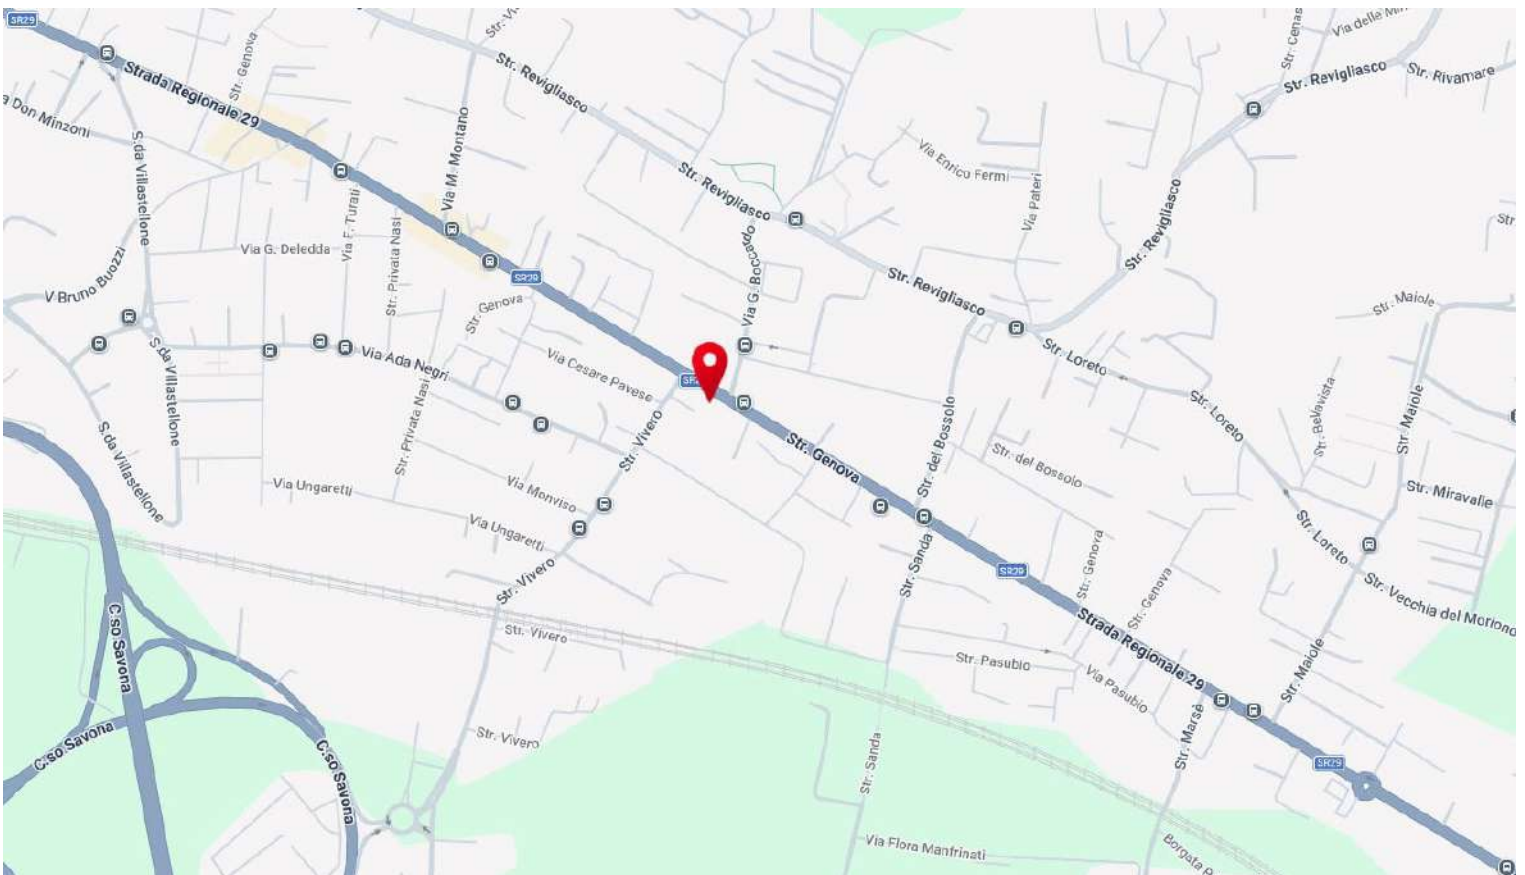 SR29
Str. Genova
Strada Regionale 29
Don Minzoni
S.da Villastellone
Via M. Montano
Str. Revigliasco
Str. Cenas
Via delle
Str. Revigliasco
Str. Rivamare
Via Enrico Fermi
Via Pateri
Str. Revigliasco
Str. Revigliasco
Via F. Turati
Str. Privata Nasi
Via G. Deledda
V Bruno Buozzi
Via G. Boccardo
Str
SR29
Str. Genova
Str. Revigliasco
Str. Maiole
S.da Villastellone
Via Ada Negri
Via Cesare Pavese
Str. Loreto
Str. Privata Nasi
Str. Vivero
Str. Genova
Str. del Bossolo
Str. del Bossolo
Str. Loreto
Str. Bellavista
Str. Maiole
S.da Villastellone
Via Ungaretti
Via Monviso
Via Ungaretti
Str. Miravalle
Str. Loreto
Str. Vivero
Str. Sanda
SR29
Str. Genova
Str. Genova
Str. Vecchia del Moriono
C.so Savona
Str. Vivero
Strada Regionale 29
Str. Pasubio
Via Pasubio
Str. Maiole
C.so Savona
C.so Savona
Str. Vivero
Str. Sanda
Str. Marsè
SR29
Via Flora Manfrinati
Borgata